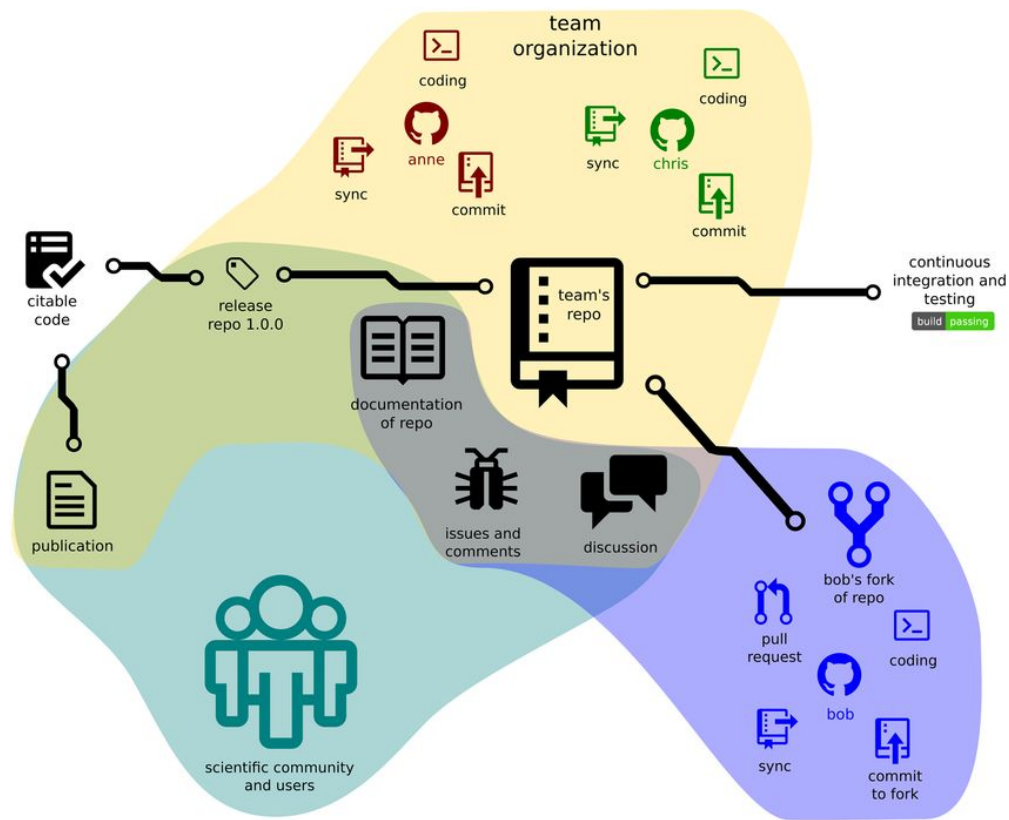 team
organization
coding
coding
anne
sync
commit
sync
chris
commit
citable
code
release
repo 1.0.0
team's
repo
continuous
integration and
testing
build passing
documentation
of repo
publication
issues and
comments
discussion
bob's fork
of repo
pull
request
coding
bob
sync
commit
to fork
scientific community
and users